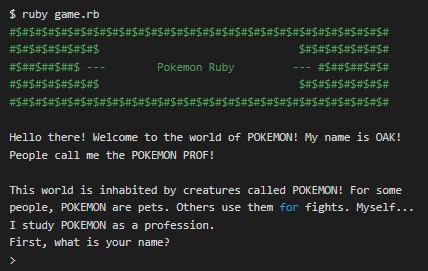 $ ruby game.rb
#$#$#$#$#$#$#$#$#$#$#$#$#$#$#$#$#$#$#$#$#$#$#$#$#$#$#$#$#$#
#$#$#$#$#$#$#$                               $#$#$#$#$#$#$#
#$##$##$##$ ---        Pokemon Ruby         --- #$##$##$#$#
#$#$#$#$#$#$#$                               $#$#$#$#$#$#$#
#$#$#$#$#$#$#$#$#$#$#$#$#$#$#$#$#$#$#$#$#$#$#$#$#$#$#$#$#$#
Hello there! Welcome to the world of POKEMON! My name is OAK!
People call me the POKEMON PROF!
This world is inhabited by creatures called POKEMON! For some
people, POKEMON are pets. Others use them for fights. Myself...
I study POKEMON as a profession.
First, what is your name?
>